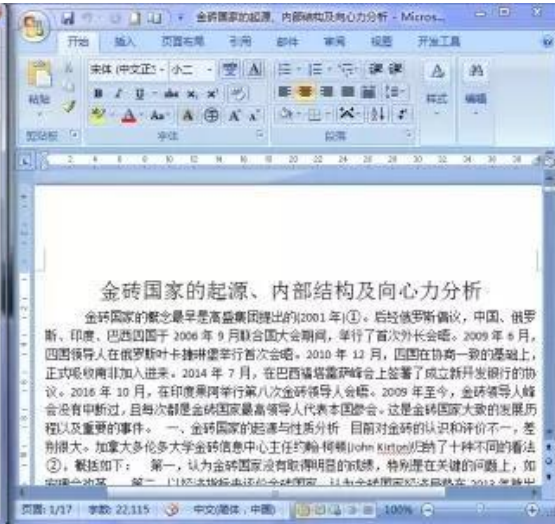 金砖国家的起源、内部结构及向心力分析 - Micros...
开始 插入 页面布局 引用 邮件 审阅 视图 开发工具
宋体 (中文正- 小二
粘贴 样式 编辑
剪贴板 字体 段落
金砖国家的起源、内部结构及向心力分析
金砖国家的概念最早是高盛集团提出的(2001 年)①。后经俄罗斯倡议，中国、俄罗
斯、印度、巴西四国于 2006 年 9 月联合国大会期间，举行了首次外长会晤。2009 年 6 月，
四国领导人在俄罗斯叶卡捷琳堡举行首次会晤。2010 年 12 月，四国在协商一致的基础上，
正式吸收南非加入进来。2014 年 7 月，在巴西福塔雷萨峰会上签署了成立新开发银行的协
议。2016 年 10 月，在印度果阿举行第八次金砖领导人会晤。2009 年至今，金砖领导人峰
会没有中断过，且每次都是金砖国家最高领导人代表本国参会。这是金砖国家大致的发展历
程以及重要的事件。 一、金砖国家的起源与性质分析 目前对金砖的认识和评价不一，差
别很大。加拿大多伦多大学金砖信息中心主任约翰·柯顿(John Kirton)归纳了十种不同的看法
②，概括如下： 第一，认为金砖国家没有取得明显的成绩，特别是在关键的问题上，如
页面: 1/17 字数: 22,115 中文(简体，中国) 100%